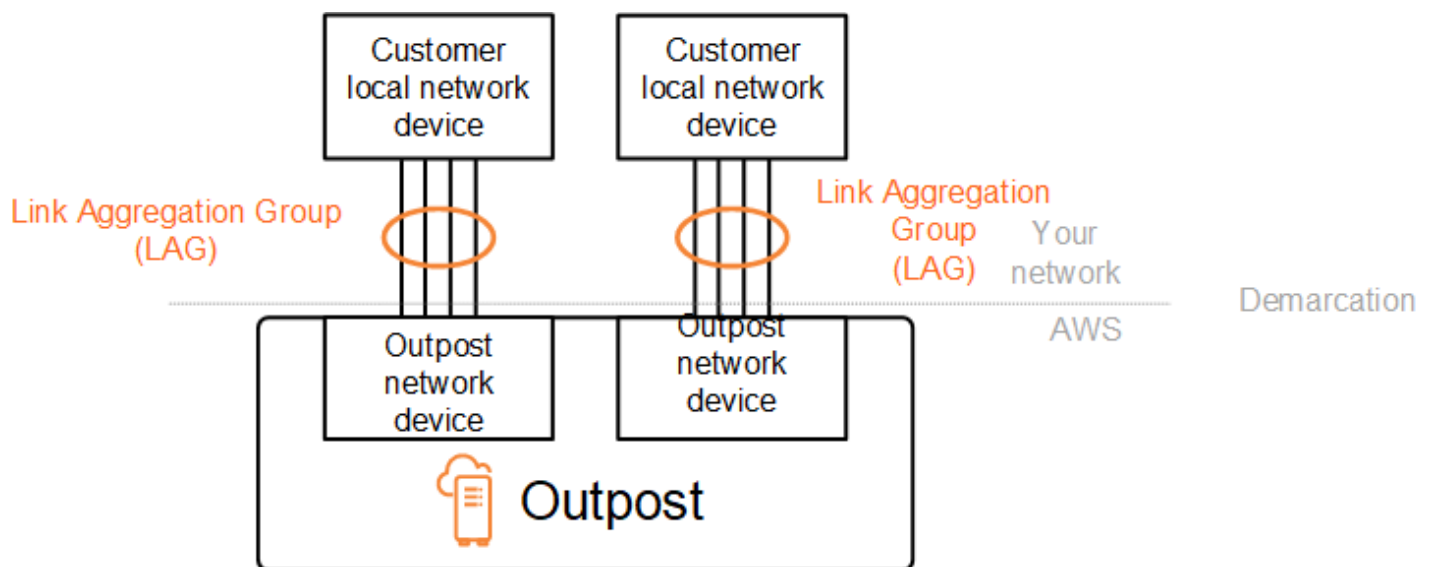 Customer
local network
device
Customer
local network
device
Link Aggregation Group
(LAG)
Link Aggregation
Group
(LAG)
Your
network
Demarcation
AWS
Outpost
network
device
Outpost
network
device
Outpost